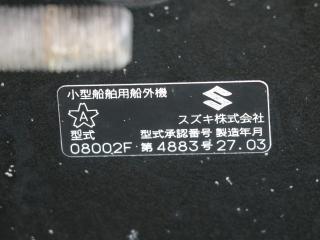 小型船舶用船外機
A
スズキ株式会社
型式 型式承認番号 製造年月
08002F 第4883号 27.03